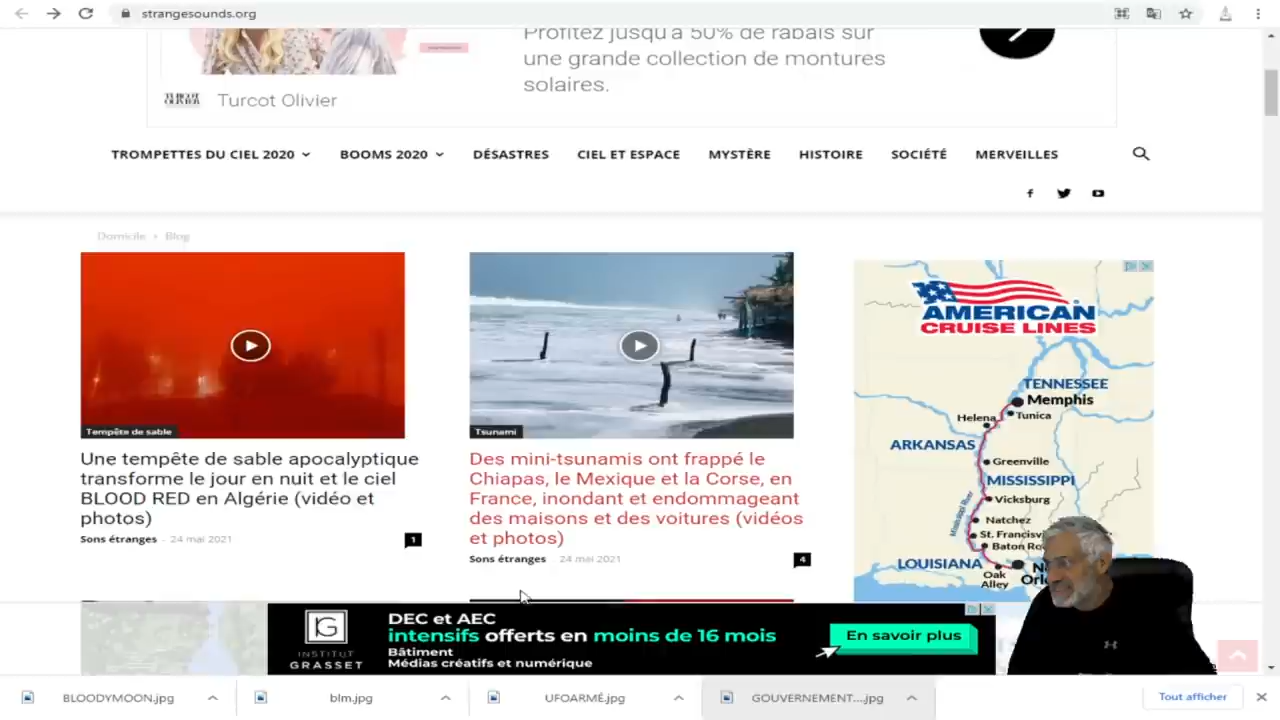 strangesounds.org
Profitez jusqu'à 50% de rabais sur
une grande collection de montures
solaires.
TURCOT
OLIVIER
Turcot Olivier
TROMPETTES DU CIEL 2020
BOOMS 2020
DÉSASTRES
CIEL ET ESPACE
MYSTÈRE
HISTOIRE
SOCIÉTÉ
MERVEILLES
Domicile • Blog
Tempête de sable
Une tempête de sable apocalyptique
transforme le jour en nuit et le ciel
BLOOD RED en Algérie (vidéo et
photos)
Sons étranges - 24 mai 2021
1
Tsunami
Des mini-tsunamis ont frappé le
Chiapas, le Mexique et la Corse, en
France, inondant et endommageant
des maisons et des voitures (vidéos
et photos)
Sons étranges 24 mai 2021
4
AMERICAN
CRUISE LINES
TENNESSEE
Memphis
Helena
Tunica
ARKANSAS
Greenville
MISSISSIPPI
Vicksburg
Mississippi River
Natchez
St. Francisvi
Baton Ro
LOUISIANA
Oak
Alley
N
Orl
IG
INSTITUT
GRASSET
DEC et AEC
intensifs offerts en moins de 16 mois
Bâtiment
Médias créatifs et numérique
En savoir plus
BLOODYMOON.jpg
blm.jpg
UFOARMÉ.jpg
GOUVERNEMENT....jpg
Tout afficher